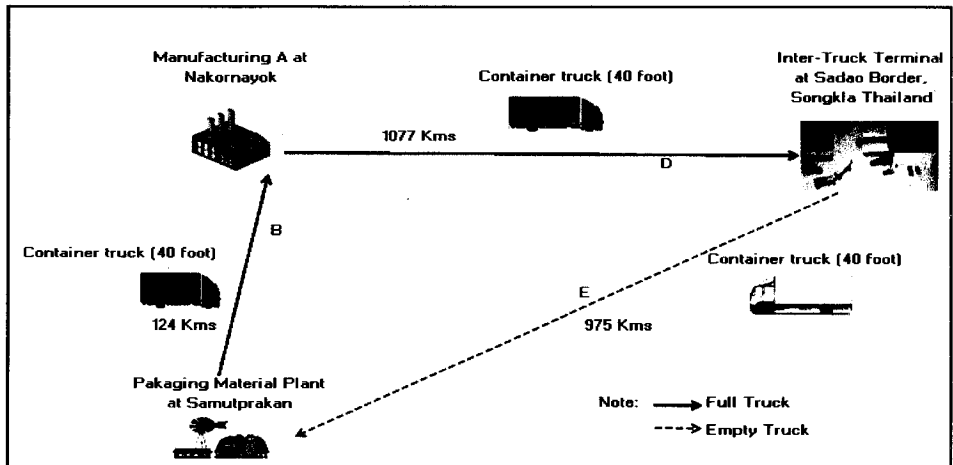 Manufacturing A at
Nakornayok
Container truck (40 foot)
Inter-Truck Terminal
at Sadao Border,
Songkla Thailand
1077 Kms
D
B
Container truck (40 foot)
124 Kms
Container truck (40 foot)
E
975 Kms
Pakaging Material Plant
at Samutprakan
Note: Full Truck
Empty Truck